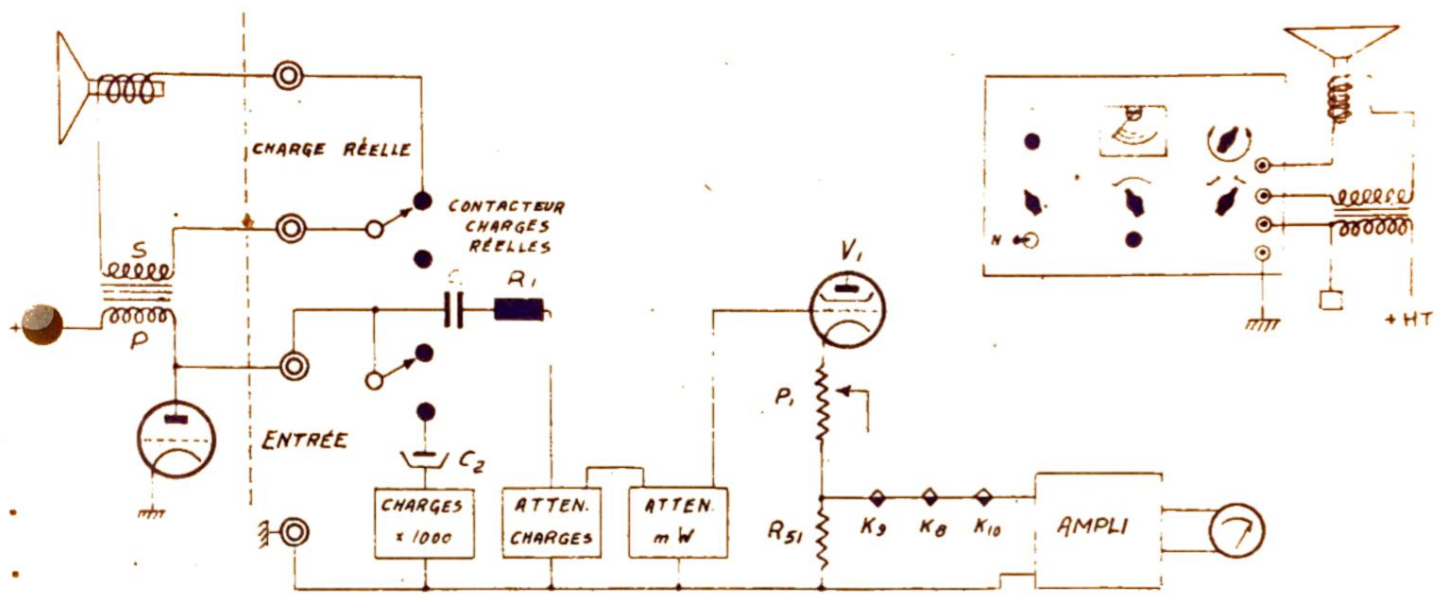 CHARGE RÉELLE
CONTACTEUR
CHARGES
RÉELLES
S
P
+
C
R1
V1
P1
ENTRÉE
C2
CHARGES
x 1000
ATTEN.
CHARGES
ATTEN.
mW
R51
K9
K8
K10
AMPLI
N
+ HT